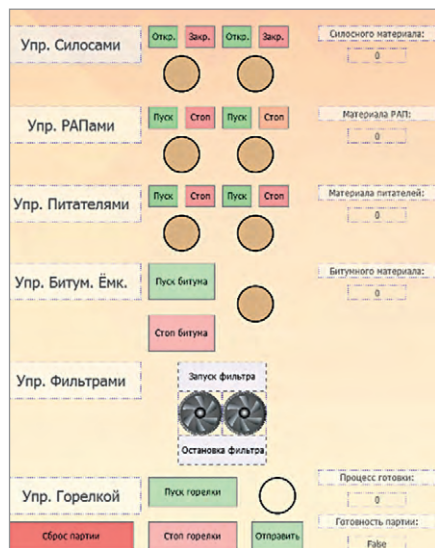 Упр. Силосами
Откр. Закр. Откр. Закр.
Силосного материала:
0
Упр. РАПами
Пуск Стоп Пуск Стоп
Материала РАП:
0
Упр. Питателями
Пуск Стоп Пуск Стоп
Материала питателей:
0
Упр. Битум. Ёмк.
Пуск битума
Стоп битума
Битумного материала:
0
Упр. Фильтрами
Запуск фильтра
Остановка фильтра
Упр. Горелкой
Пуск горелки
Процесс готовки:
0
Сброс партии
Стоп горелки
Отправить
Готовность партии:
False